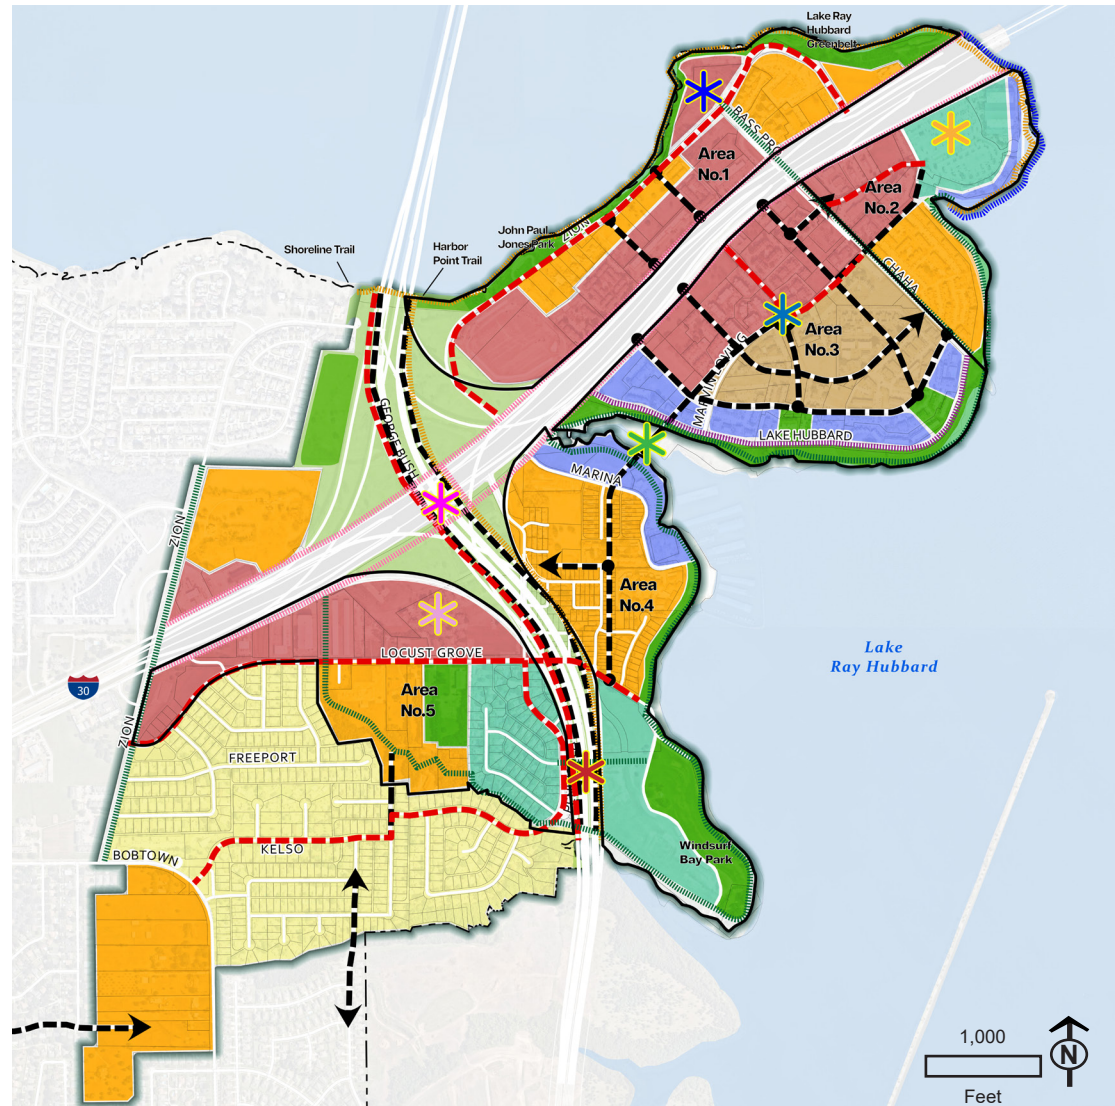 Lake Ray
Hubbard
Greenbelt
BASS PRO
Area
No.1
Area
No.2
John Paul
Jones Park
ZION
Harbor
Point Trail
Shoreline Trail
CHAHA
Area
No.3
MARVIN LOVING
GEORGE BUSH
LAKE HUBBARD
MARINA
ZION
Area
No.4
LOCUST GROVE
Lake
Ray Hubbard
30
Area
No.5
ZION
FREEPORT
KELSO
BOBTOWN
Windsurf
Bay Park
1,000
Feet
N